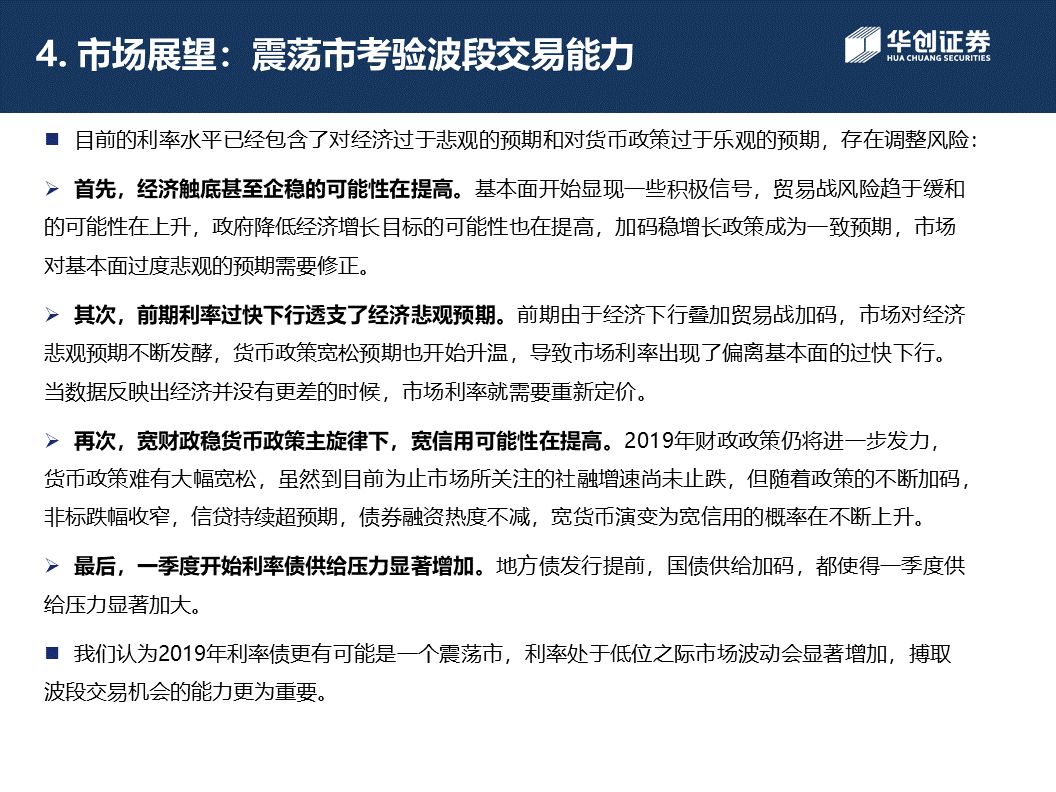 4. 市场展望：震荡市考验波段交易能力
华创证券
HUA CHUANG SECURITIES
目前的利率水平已经包含了对经济过于悲观的预期和对货币政策过于乐观的预期，存在调整风险：
首先，经济触底甚至企稳的可能性在提高。基本面开始显现一些积极信号，贸易战风险趋于缓和
的可能性在上升，政府降低经济增长目标的可能性也在提高，加码稳增长政策成为一致预期，市场
对基本面过度悲观的预期需要修正。
其次，前期利率过快下行透支了经济悲观预期。前期由于经济下行叠加贸易战加码，市场对经济
悲观预期不断发酵，货币政策宽松预期也开始升温，导致市场利率出现了偏离基本面的过快下行。
当数据反映出经济并没有更差的时候，市场利率就需要重新定价。
再次，宽财政稳货币政策主旋律下，宽信用可能性在提高。2019年财政政策仍将进一步发力，
货币政策难有大幅宽松，虽然到目前为止市场所关注的社融增速尚未止跌，但随着政策的不断加码，
非标跌幅收窄，信贷持续超预期，债券融资热度不减，宽货币演变为宽信用的概率在不断上升。
最后，一季度开始利率债供给压力显著增加。地方债发行提前，国债供给加码，都使得一季度供
给压力显著加大。
我们认为2019年利率债更有可能是一个震荡市，利率处于低位之际市场波动会显著增加，搏取
波段交易机会的能力更为重要。